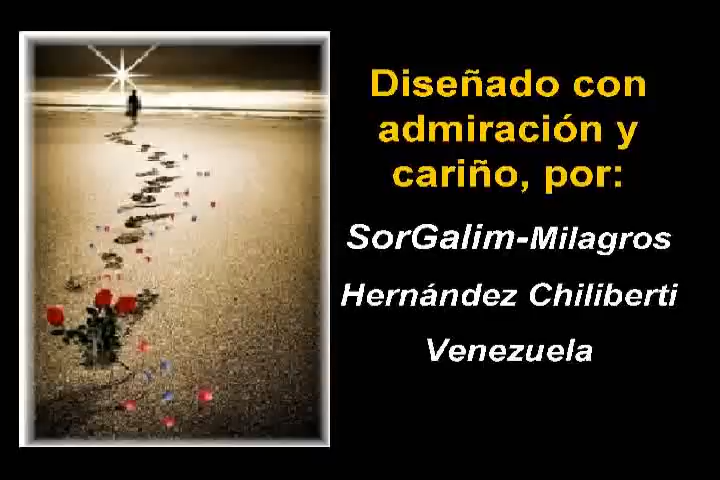 Diseñado con
admiración y
cariño, por:
SorGalim-Milagros
Hernández Chiliberti
Venezuela